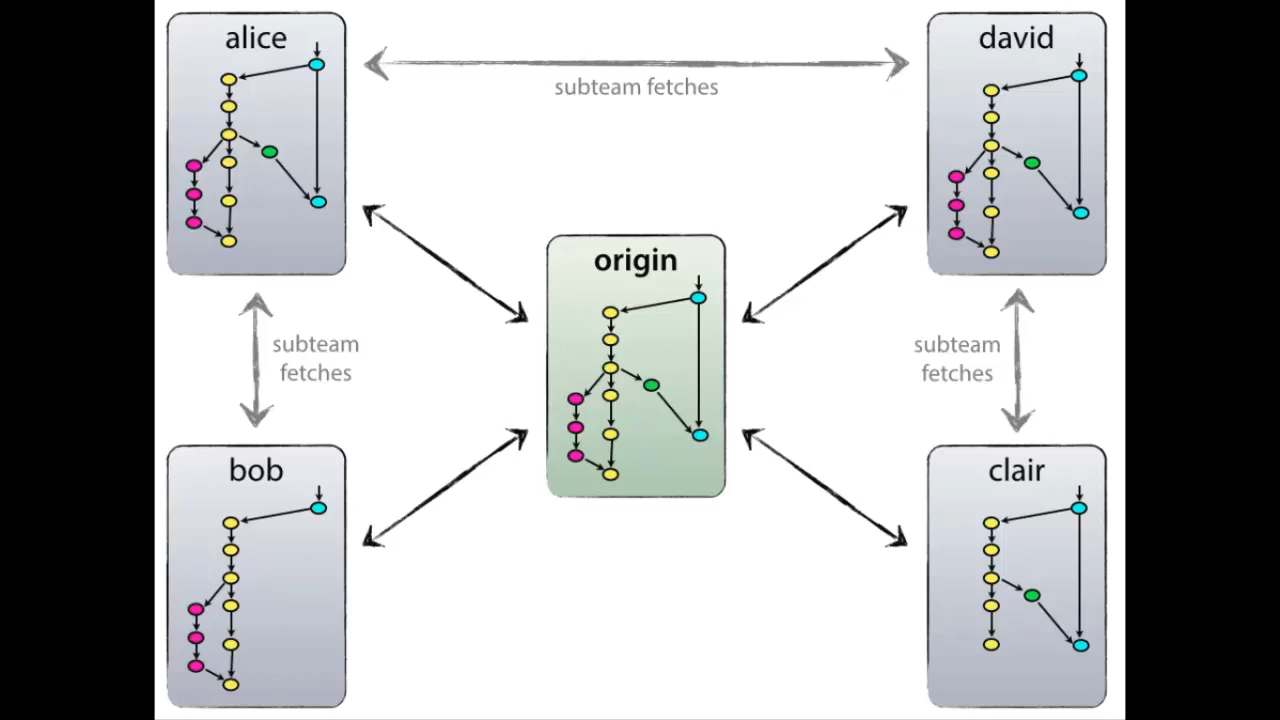 alice
david
subteam fetches
origin
subteam
fetches
subteam
fetches
bob
clair